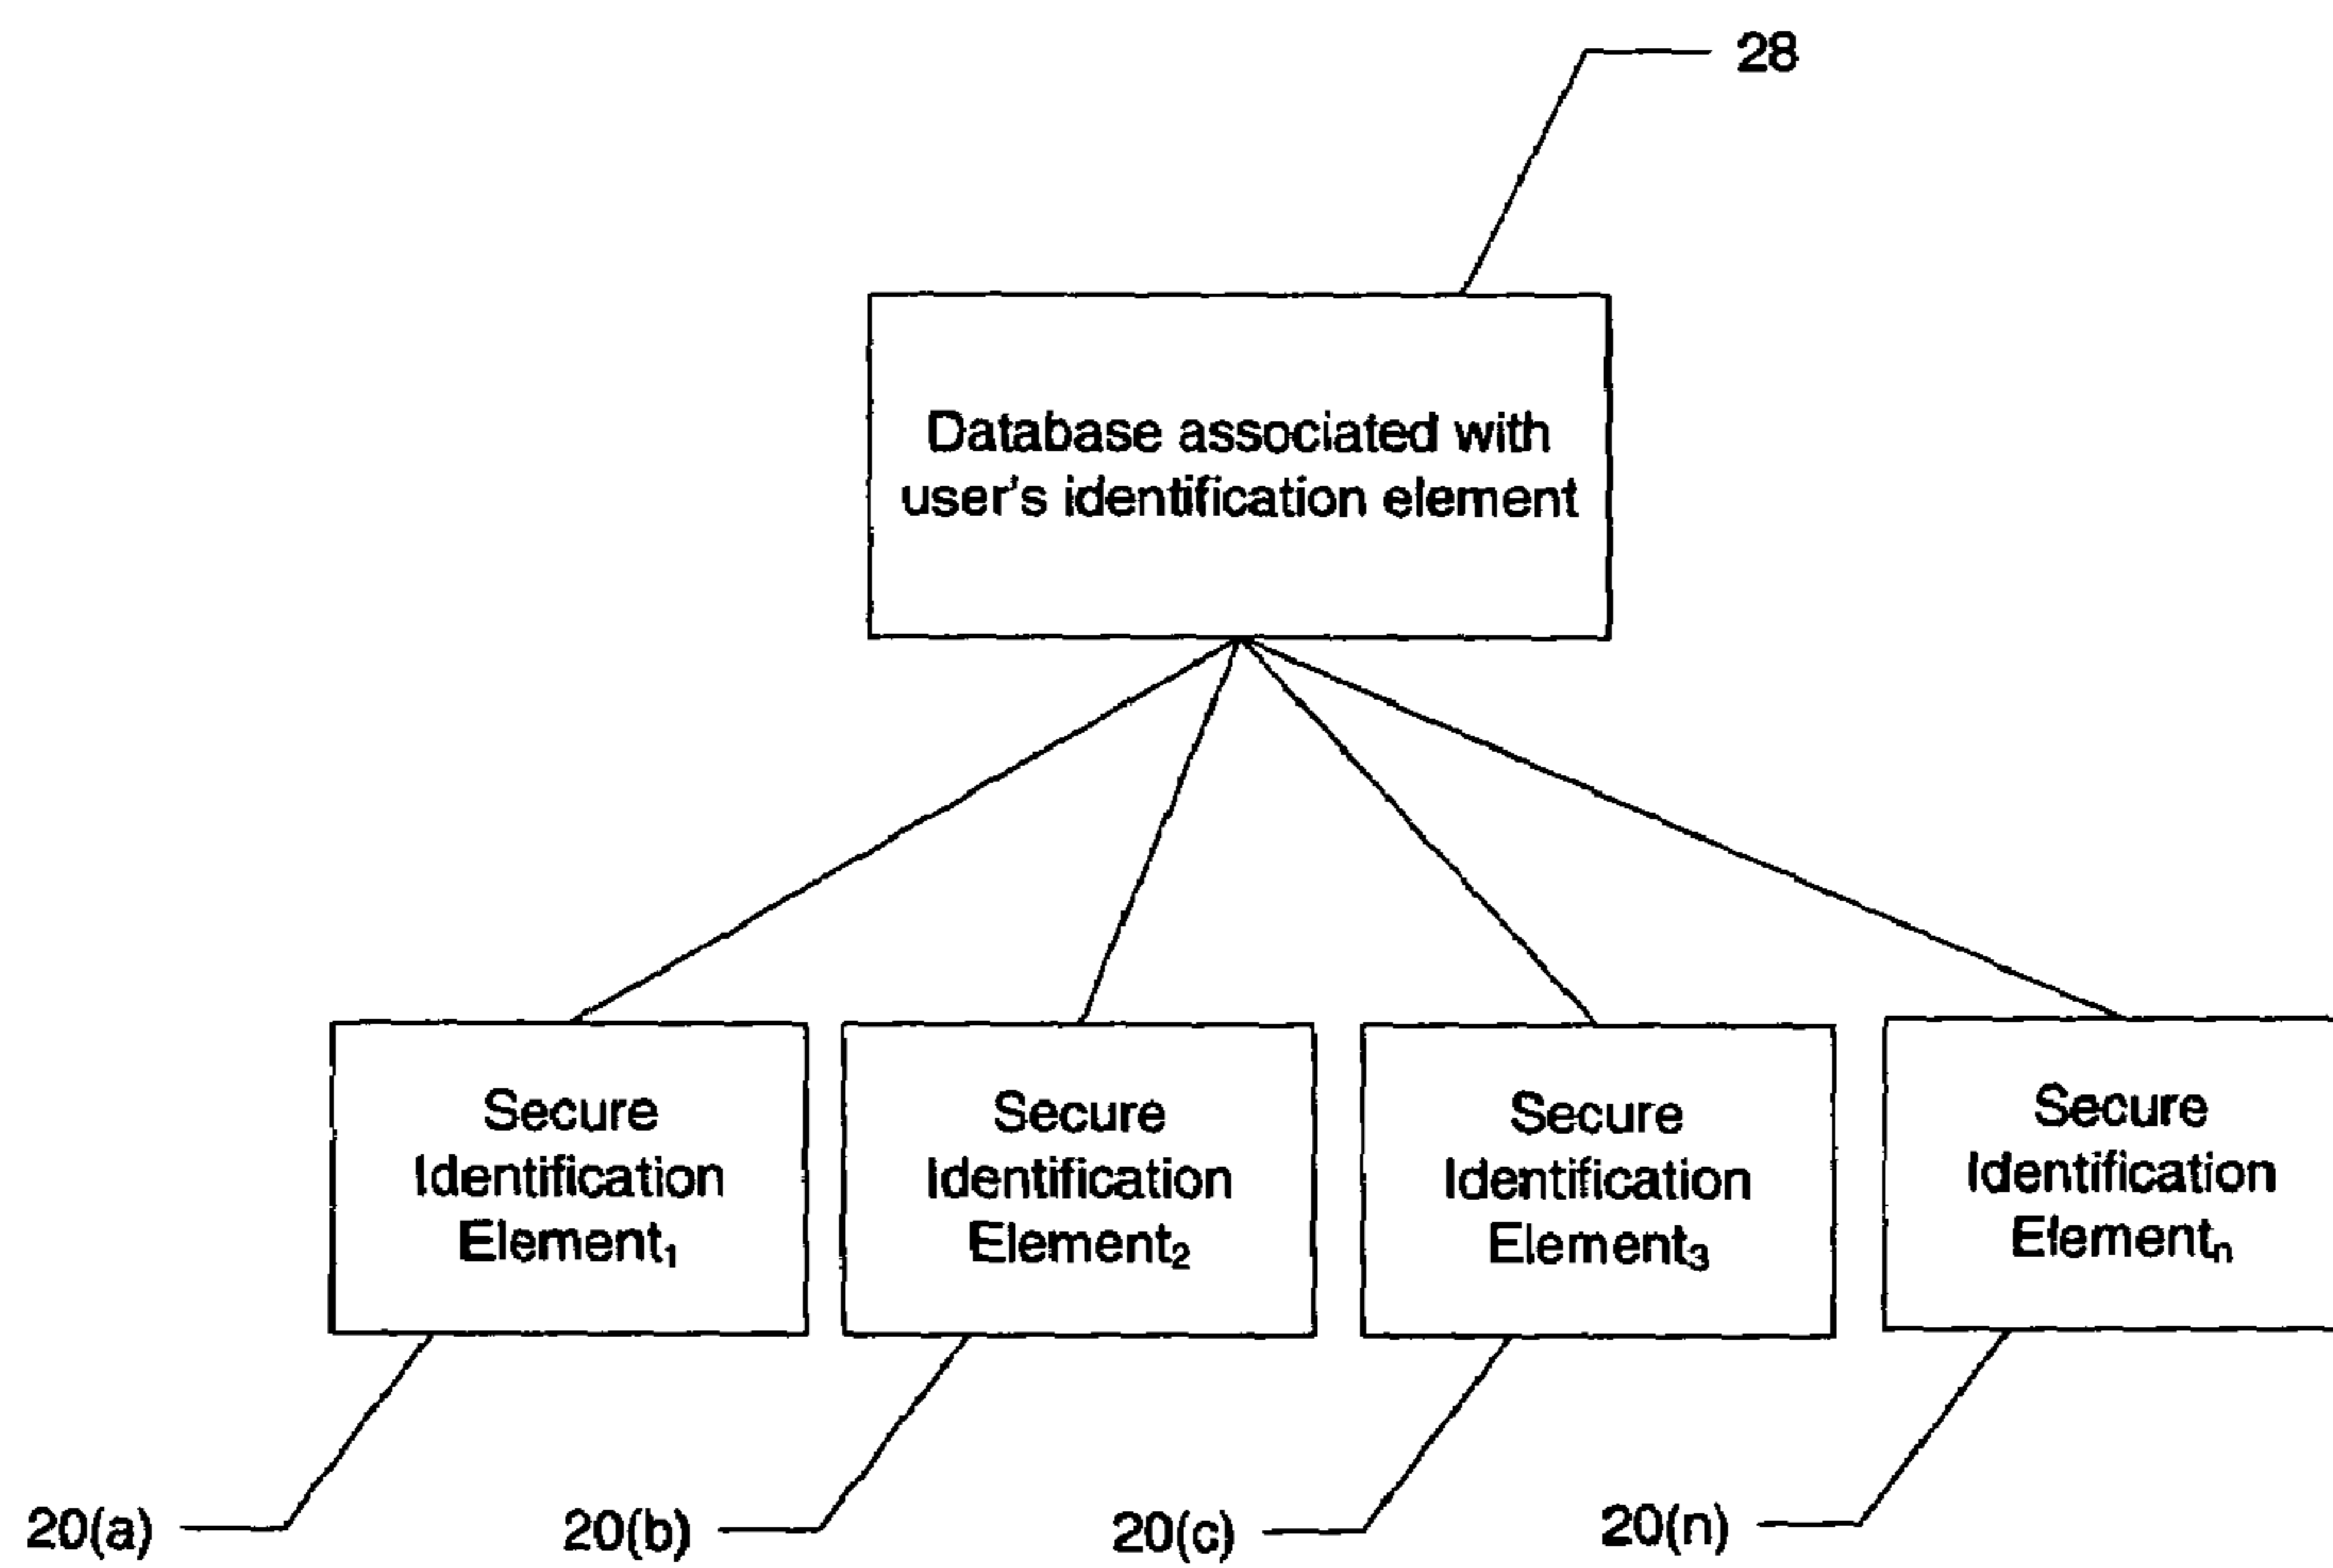 28
Database associated with
user's identification element
Secure
Identification
Element₁
Secure
Identification
Element₂
Secure
Identification
Element₃
Secure
Identification
Elementₙ
20(a)
20(b)
20(c)
20(n)